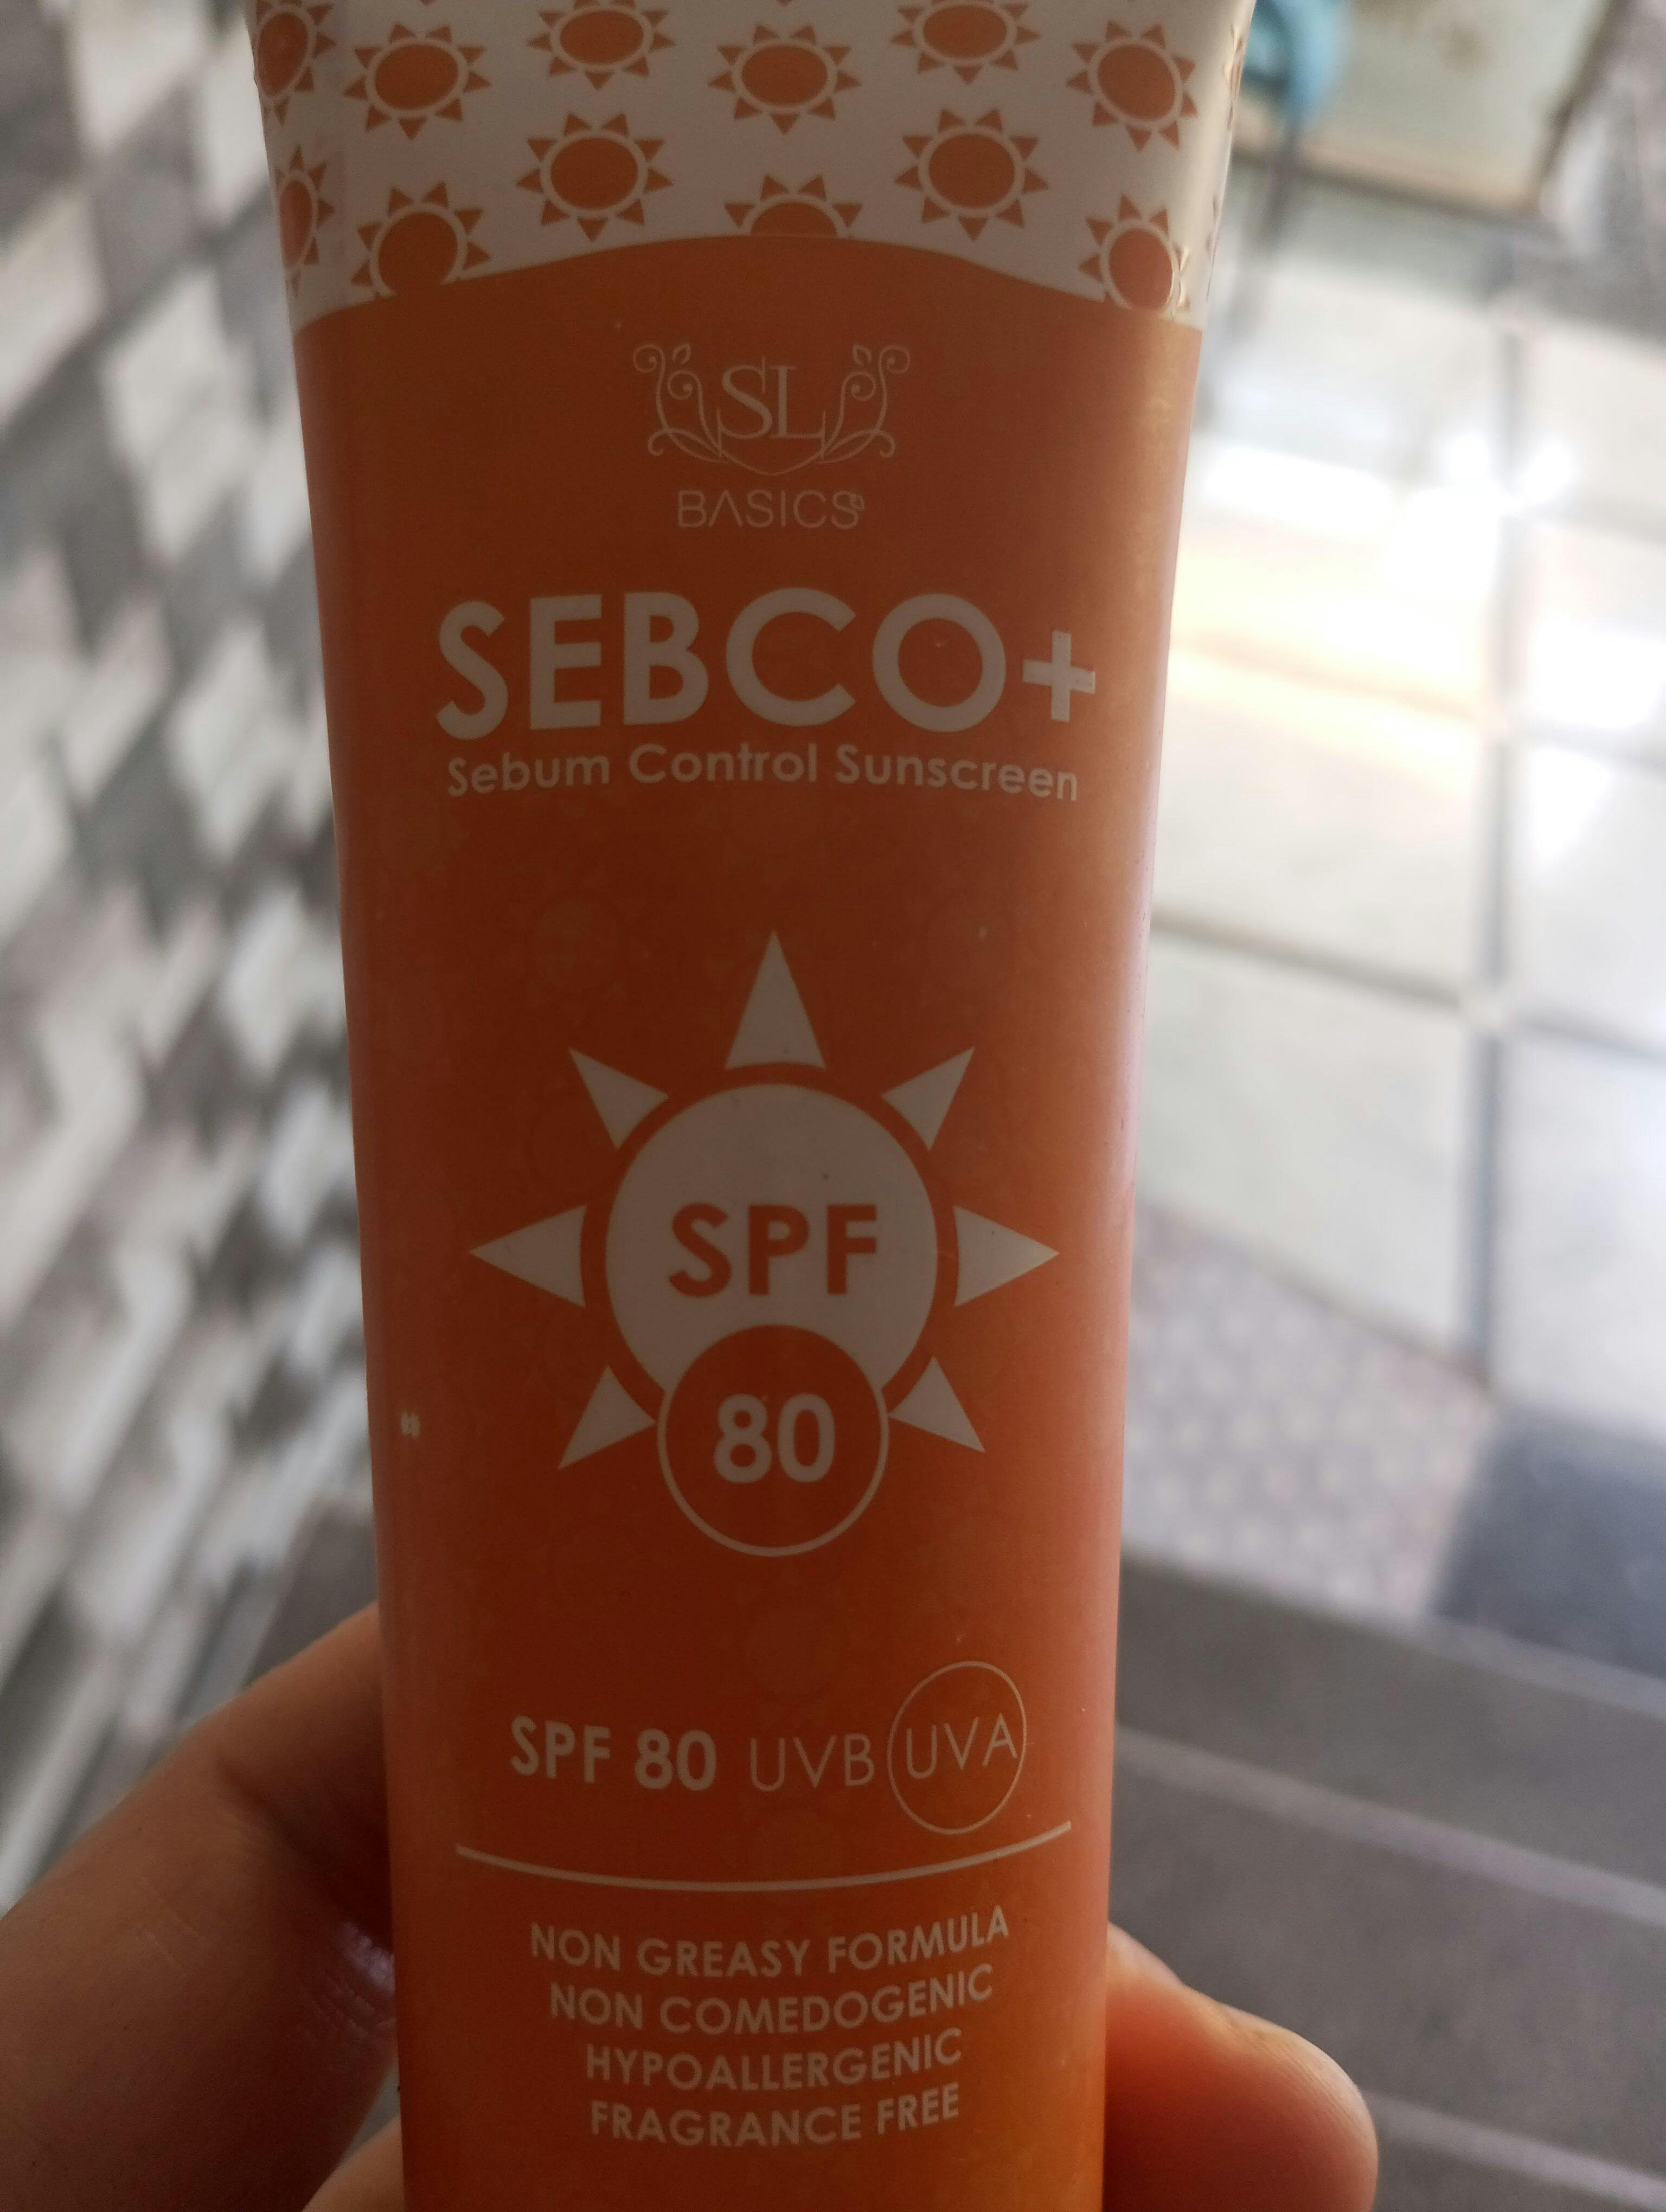 SL
BASICS
SEBCO+
Sebum Control Sunscreen
SPF
80
SPF 80 UVB UVA
NON GREASY FORMULA
NON COMEDOGENIC
HYPOALLERGENIC
FRAGRANCE FREE